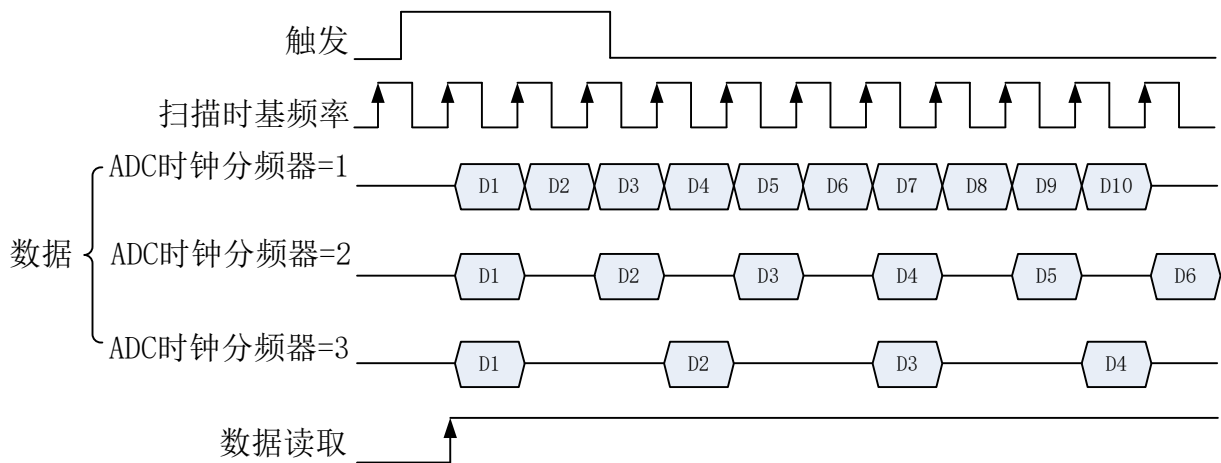 触发
扫描时基频率
ADC时钟分频器=1
D1 D2 D3 D4 D5 D6 D7 D8 D9 D10
数据
ADC时钟分频器=2
D1 D2 D3 D4 D5 D6
ADC时钟分频器=3
D1 D2 D3 D4
数据读取